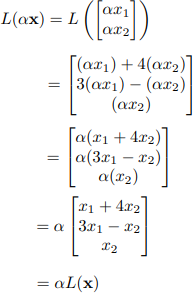 L(αx) = L ( [ αx₁
αx₂ ] )
= [ (αx₁) + 4(αx₂)
3(αx₁) − (αx₂)
(αx₂) ]
= [ α(x₁ + 4x₂)
α(3x₁ − x₂)
α(x₂) ]
= α [ x₁ + 4x₂
3x₁ − x₂
x₂ ]
= αL(x)